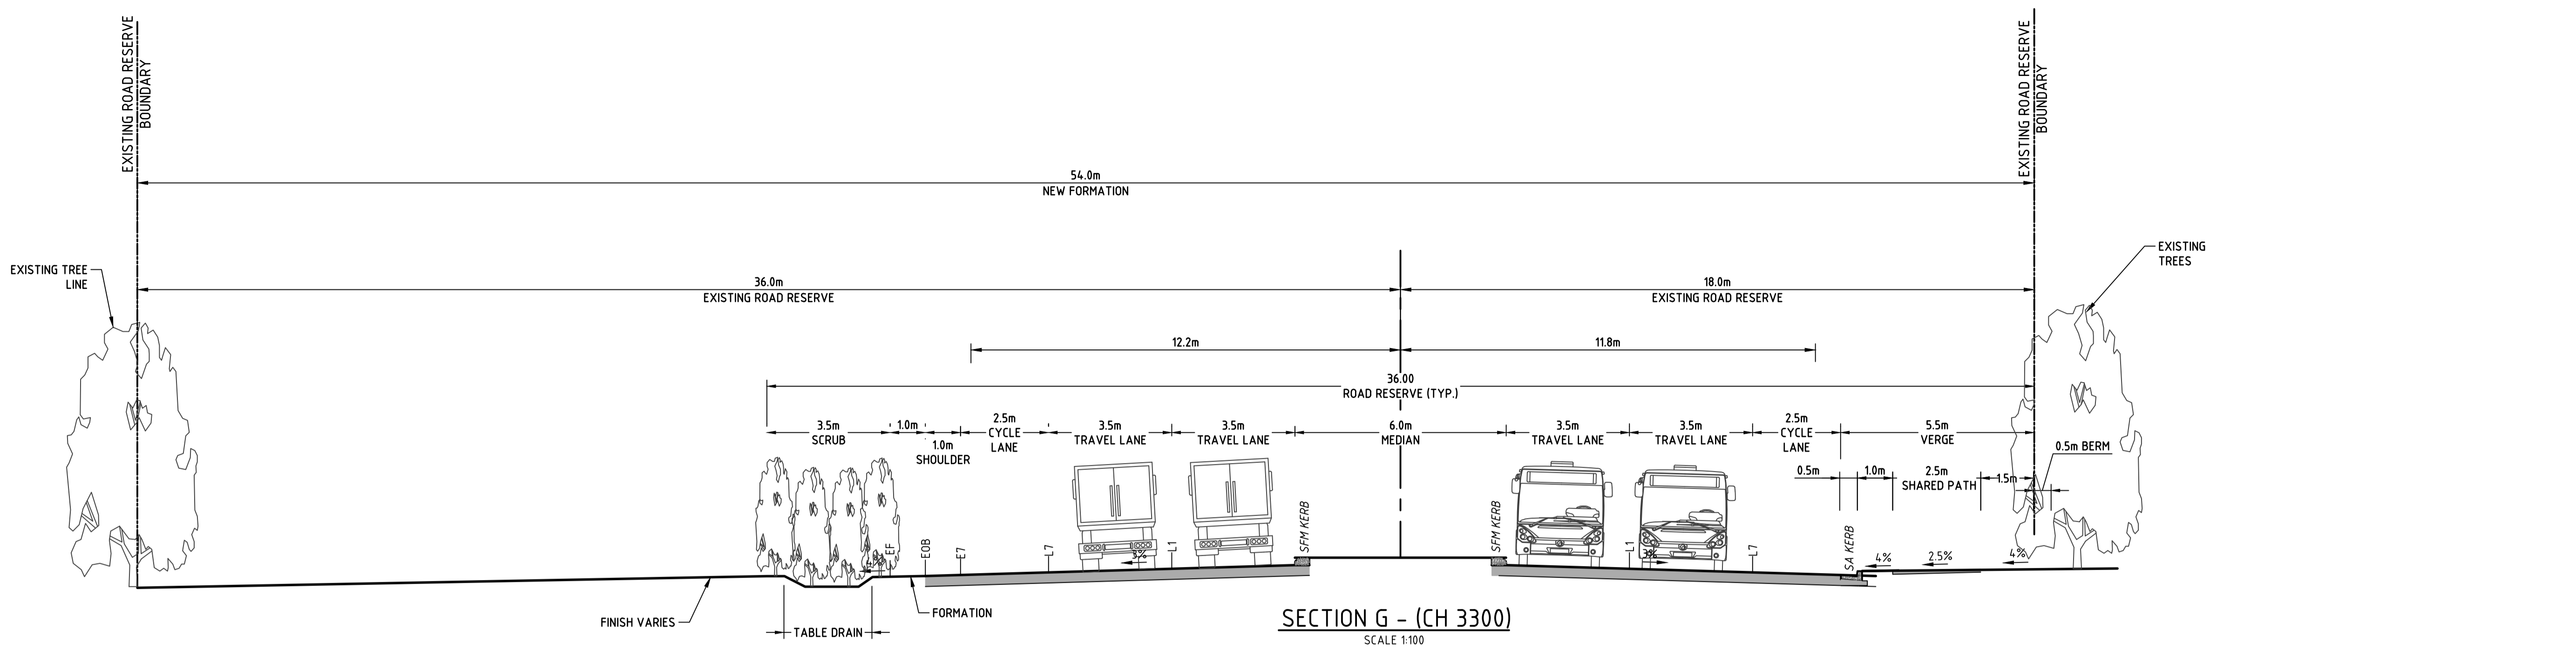 EXISTING ROAD RESERVE
BOUNDARY
EXISTING ROAD RESERVE
BOUNDARY
54.0m
NEW FORMATION
EXISTING TREE
LINE
EXISTING
TREES
36.0m
EXISTING ROAD RESERVE
18.0m
EXISTING ROAD RESERVE
12.2m
11.8m
36.00
ROAD RESERVE (TYP.)
3.5m
SCRUB
1.0m
1.0m
SHOULDER
2.5m
CYCLE
LANE
3.5m
TRAVEL LANE
3.5m
TRAVEL LANE
6.0m
MEDIAN
3.5m
TRAVEL LANE
3.5m
TRAVEL LANE
2.5m
CYCLE
LANE
5.5m
VERGE
0.5m BERM
0.5m
1.0m
2.5m
SHARED PATH
1.5m
EF
EOB
E7
L7
3%
L1
SFM KERB
SFM KERB
L1
3%
L7
SA KERB
4%
2.5%
4%
FINISH VARIES
FORMATION
TABLE DRAIN
SECTION G - (CH 3300)
SCALE 1:100